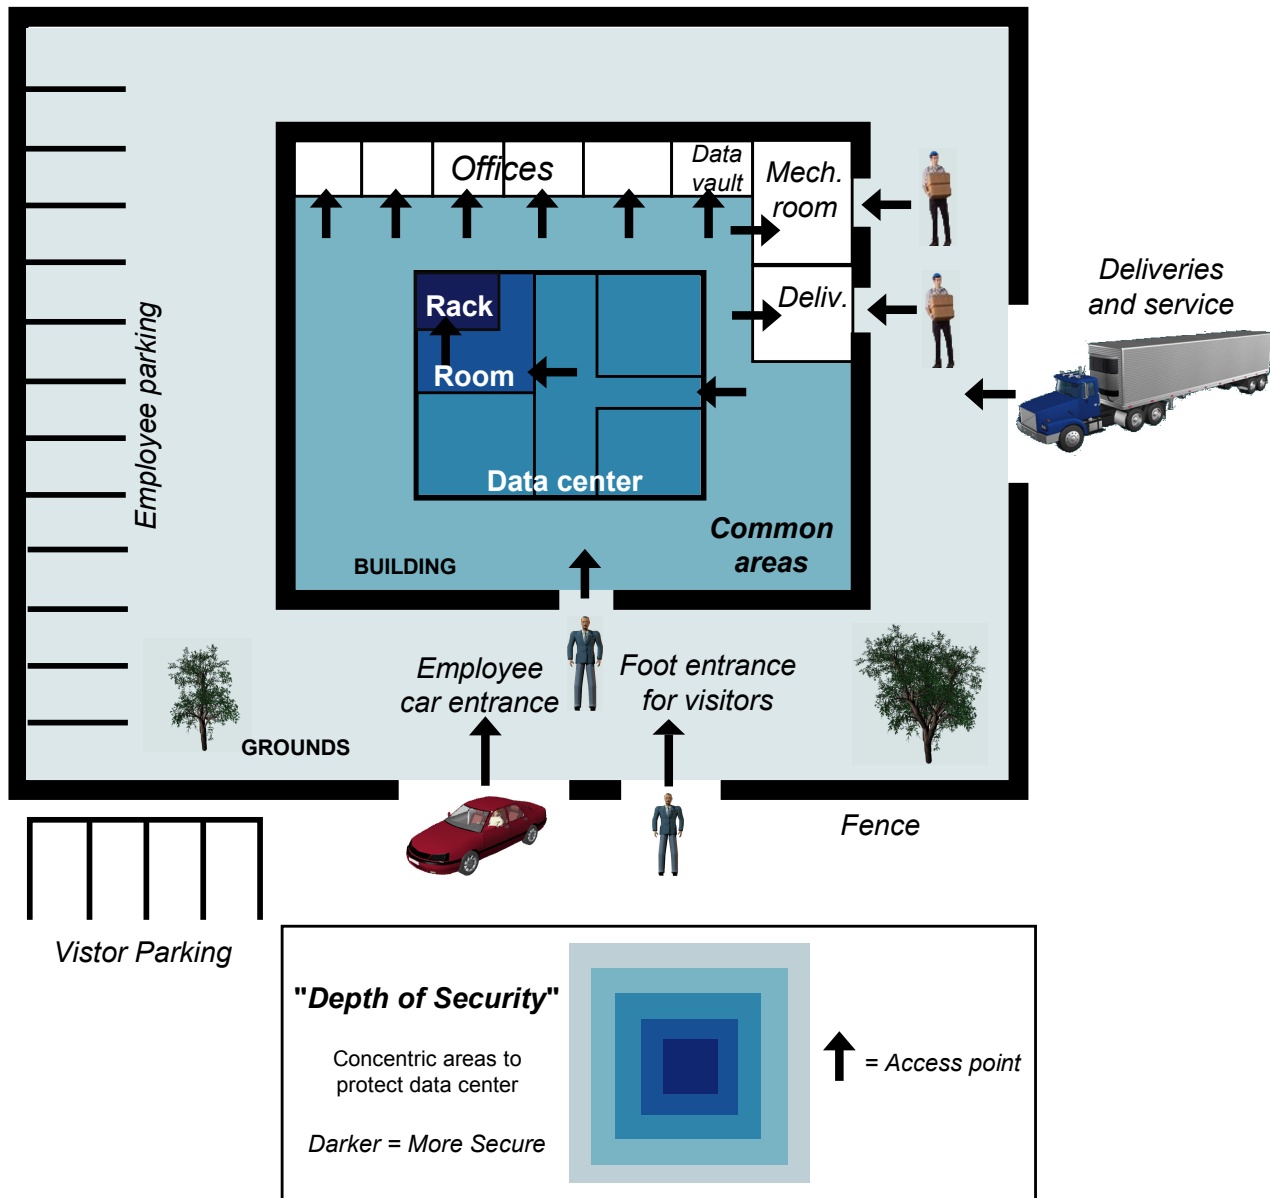 Offices
Data
vault
Mech.
room
Deliv.
Deliveries
and service
Employee parking
Rack
Room
Data center
Common
areas
BUILDING
Employee
car entrance
Foot entrance
for visitors
GROUNDS
Fence
Vistor Parking
"Depth of Security"
Concentric areas to
protect data center
Darker = More Secure
= Access point